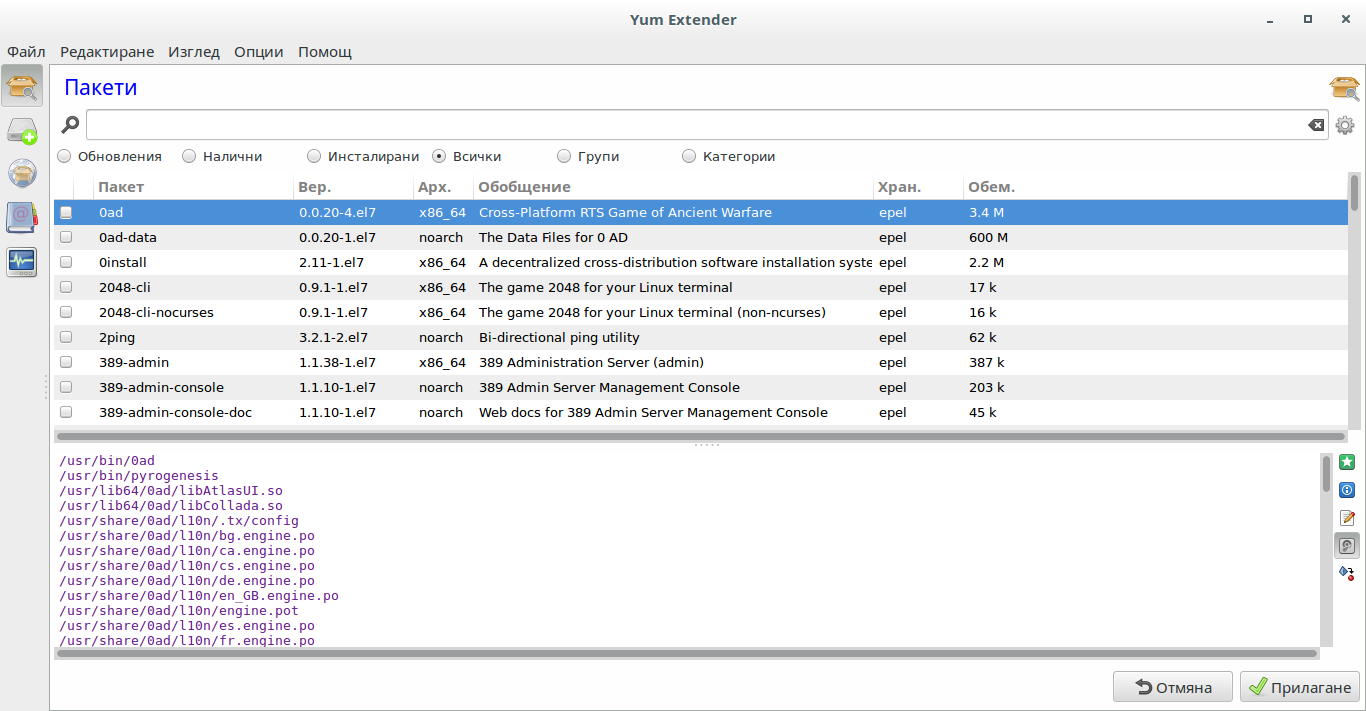 Yum Extender
Файл Редактиране Изглед Опции Помощ
Пакети
Обновления Налични Инсталирани Всички Групи Категории
Пакет Вер. Арх. Обобщение Хран. Обем.
0ad 0.0.20-4.el7 x86_64 Cross-Platform RTS Game of Ancient Warfare epel 3.4 M
0ad-data 0.0.20-1.el7 noarch The Data Files for 0 AD epel 600 M
0install 2.11-1.el7 x86_64 A decentralized cross-distribution software installation syste epel 2.2 M
2048-cli 0.9.1-1.el7 x86_64 The game 2048 for your Linux terminal epel 17 k
2048-cli-nocurses 0.9.1-1.el7 x86_64 The game 2048 for your Linux terminal (non-ncurses) epel 16 k
2ping 3.2.1-2.el7 noarch Bi-directional ping utility epel 62 k
389-admin 1.1.38-1.el7 x86_64 389 Administration Server (admin) epel 387 k
389-admin-console 1.1.10-1.el7 noarch 389 Admin Server Management Console epel 203 k
389-admin-console-doc 1.1.10-1.el7 noarch Web docs for 389 Admin Server Management Console epel 45 k
/usr/bin/0ad
/usr/bin/pyrogenesis
/usr/lib64/0ad/libAtlasUI.so
/usr/lib64/0ad/libCollada.so
/usr/share/0ad/l10n/.tx/config
/usr/share/0ad/l10n/bg.engine.po
/usr/share/0ad/l10n/ca.engine.po
/usr/share/0ad/l10n/cs.engine.po
/usr/share/0ad/l10n/de.engine.po
/usr/share/0ad/l10n/en_GB.engine.po
/usr/share/0ad/l10n/engine.pot
/usr/share/0ad/l10n/es.engine.po
/usr/share/0ad/l10n/fr.engine.po
Отмяна Прилагане